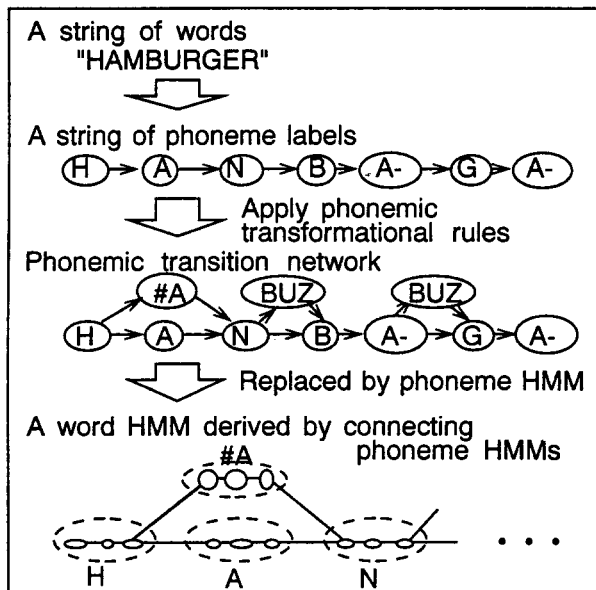 A string of words
"HAMBURGER"
A string of phoneme labels
H A N B A- G A-
Apply phonemic
transformational rules
Phonemic transition network
#A BUZ BUZ
H A N B A- G A-
Replaced by phoneme HMM
A word HMM derived by connecting
phoneme HMMs
#A
H A N
. . .